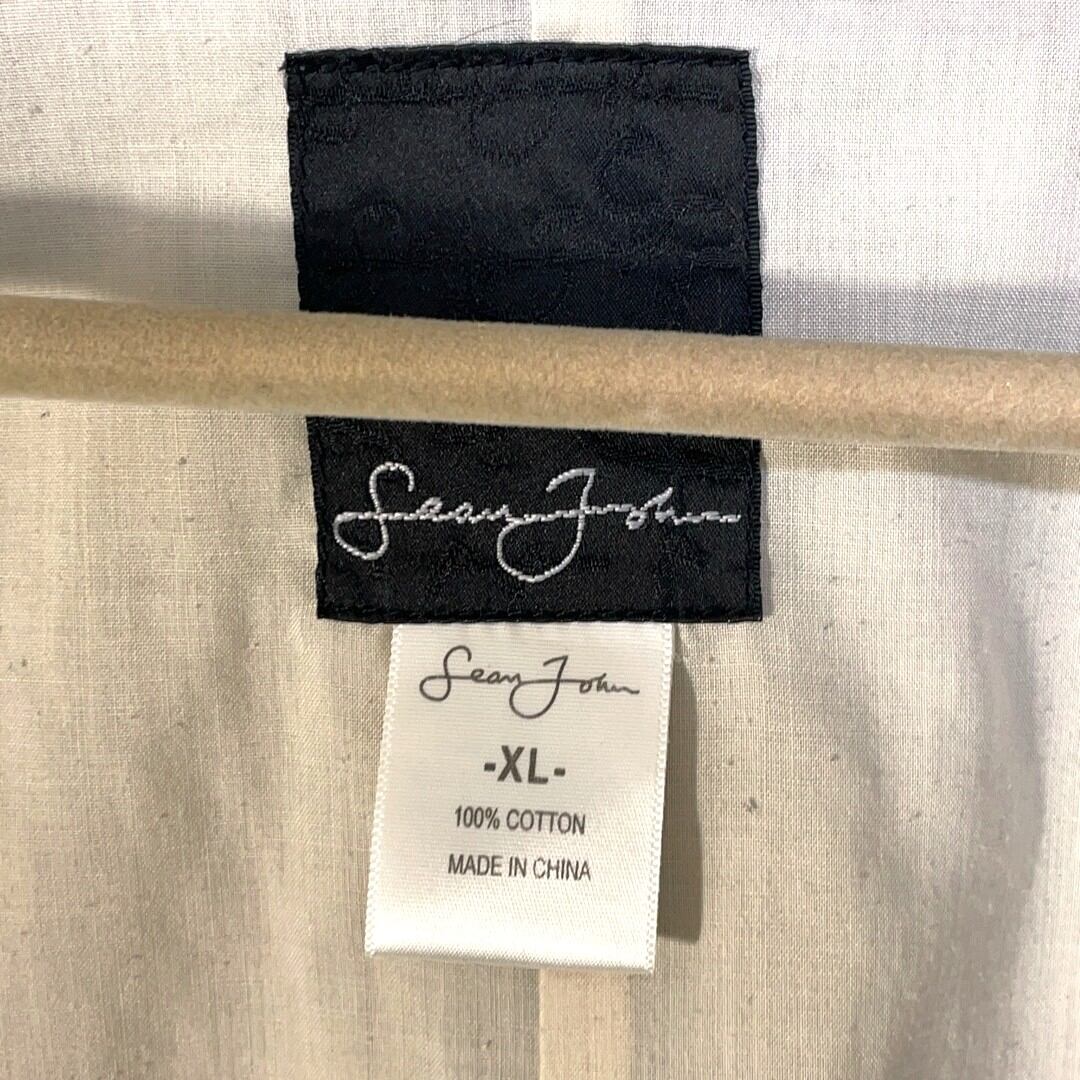 Sean John
Sean John
-XL-
100% COTTON
MADE IN CHINA